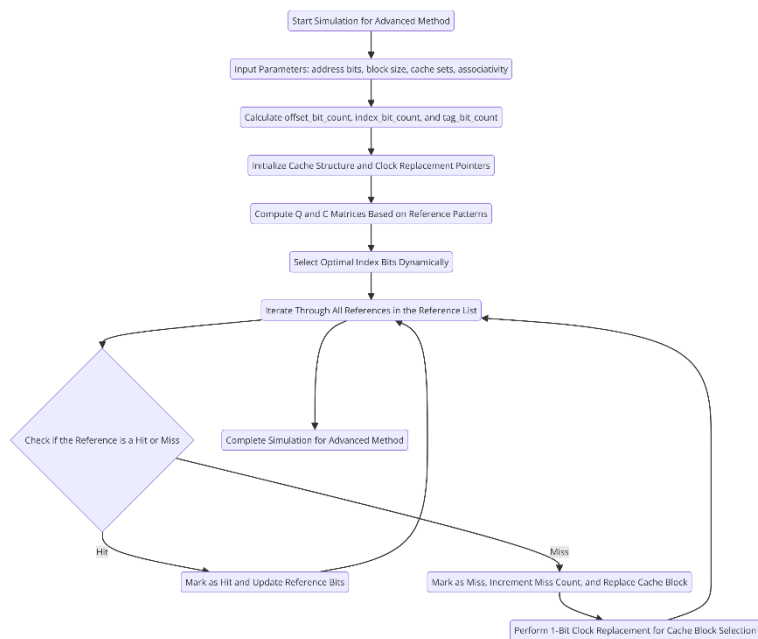 Start Simulation for Advanced Method
Input Parameters: address bits, block size, cache sets, associativity
Calculate offset_bit_count, index_bit_count, and tag_bit_count
Initialize Cache Structure and Clock Replacement Pointers
Compute Q and C Matrices Based on Reference Patterns
Select Optimal Index Bits Dynamically
Iterate Through All References in the Reference List
Check if the Reference is a Hit or Miss
Complete Simulation for Advanced Method
Hit
Miss
Mark as Hit and Update Reference Bits
Mark as Miss, Increment Miss Count, and Replace Cache Block
Perform 1-Bit Clock Replacement for Cache Block Selection